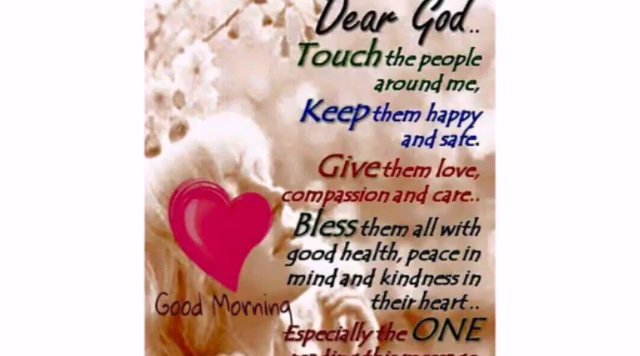 Dear God..
Touch the people
around me,
Keep them happy
and safe.
Give them love,
compassion and care..
Bless them all with
good health, peace in
mind and kindness in
their heart..
Good Morning
Especially the ONE